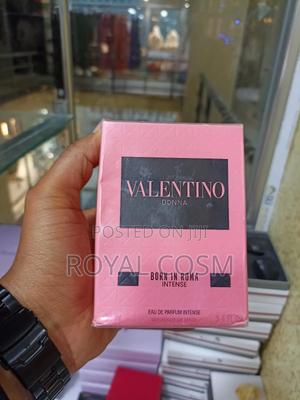 VALENTINO
DONNA
POSTED ON JIJI
ROYAL COSM
BORN IN ROMA
INTENSE
EAU DE PARFUM INTENSE